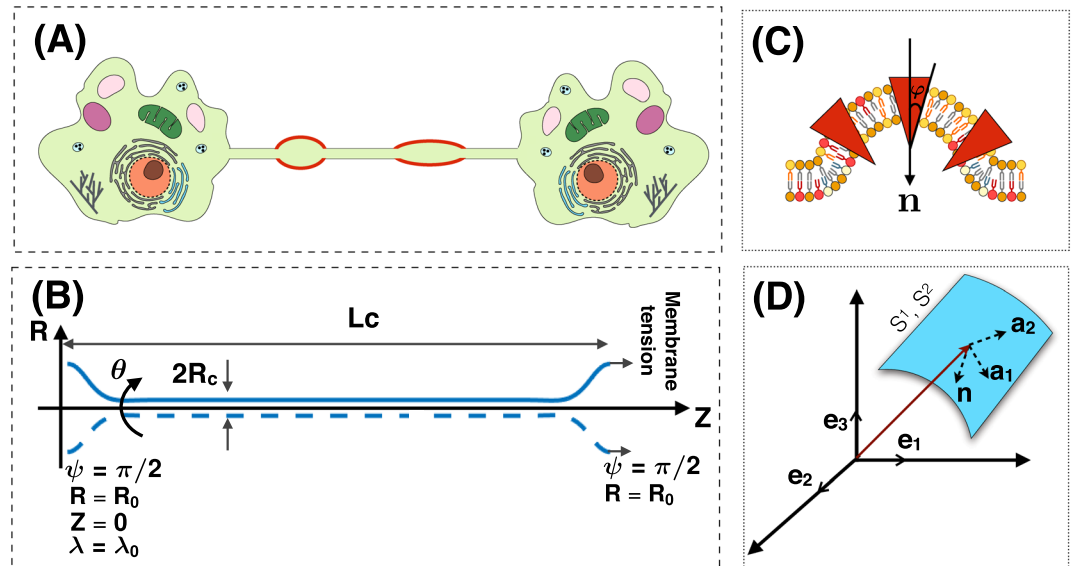 (A)
(B)
R
Lc
θ
2Rc
Membrane tension
Z
ψ = π/2
R = R₀
Z = 0
λ = λ₀
ψ = π/2
R = R₀
(C)
φ
n
(D)
S¹, S²
a₂
a₁
n
e₃
e₁
e₂